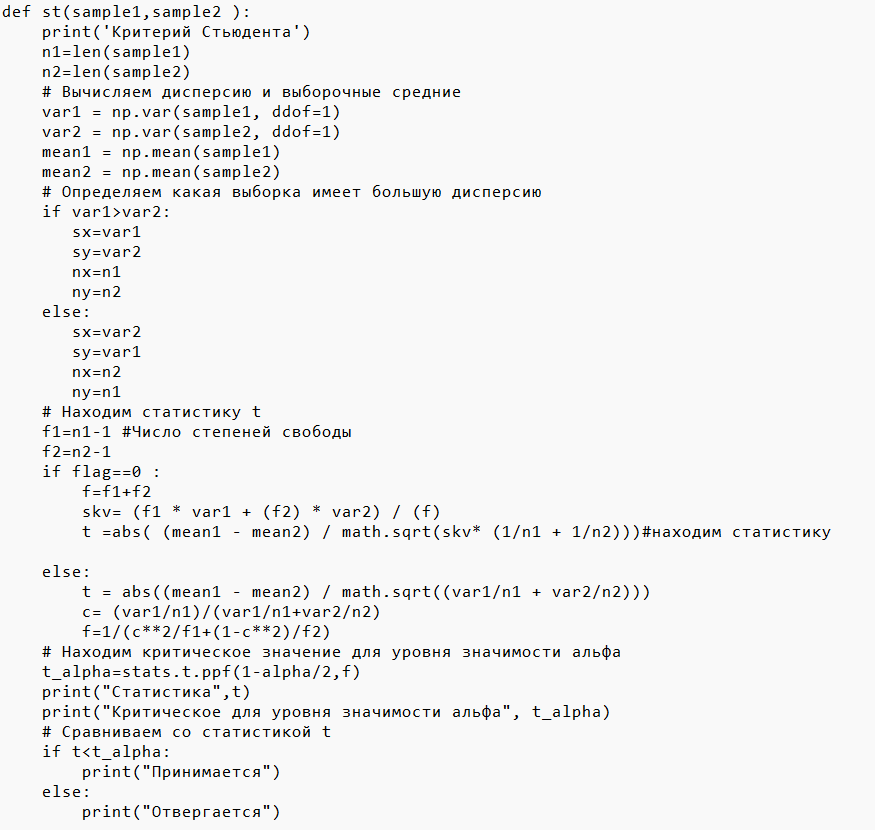 def st(sample1,sample2 ):
    print('Критерий Стьюдента')
    n1=len(sample1)
    n2=len(sample2)
    # Вычисляем дисперсию и выборочные средние
    var1 = np.var(sample1, ddof=1)
    var2 = np.var(sample2, ddof=1)
    mean1 = np.mean(sample1)
    mean2 = np.mean(sample2)
    # Определяем какая выборка имеет большую дисперсию
    if var1>var2:
       sx=var1
       sy=var2
       nx=n1
       ny=n2
    else:
       sx=var2
       sy=var1
       nx=n2
       ny=n1
    # Находим статистику t
    f1=n1-1 #Число степеней свободы
    f2=n2-1
    if flag==0 :
        f=f1+f2
        skv= (f1 * var1 + (f2) * var2) / (f)
        t =abs( (mean1 - mean2) / math.sqrt(skv* (1/n1 + 1/n2)))#находим статистику
    else:
        t = abs((mean1 - mean2) / math.sqrt((var1/n1 + var2/n2)))
        c= (var1/n1)/(var1/n1+var2/n2)
        f=1/(c**2/f1+(1-c**2)/f2)
    # Находим критическое значение для уровня значимости альфа
    t_alpha=stats.t.ppf(1-alpha/2,f)
    print("Статистика",t)
    print("Критическое для уровня значимости альфа", t_alpha)
    # Сравниваем со статистикой t
    if t<t_alpha:
        print("Принимается")
    else:
        print("Отвергается")